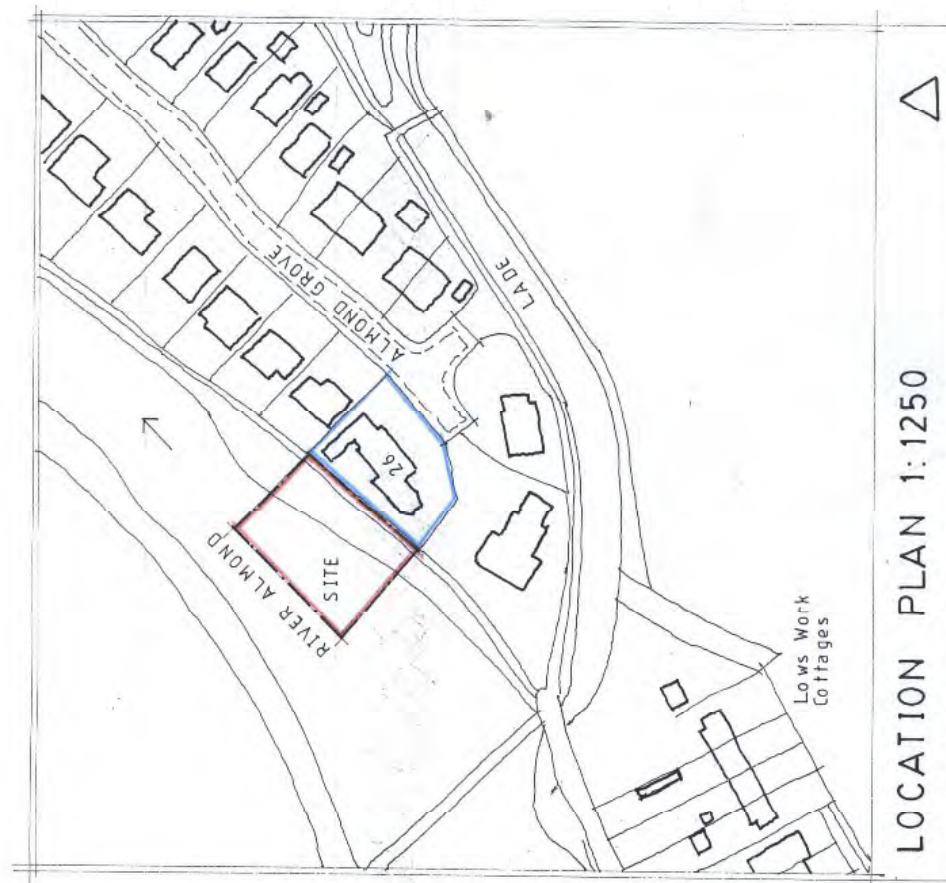 RIVER ALMOND
SITE
26
ALMOND GROVE
LADE
Lows Work
Cottages
LOCATION PLAN 1:1250